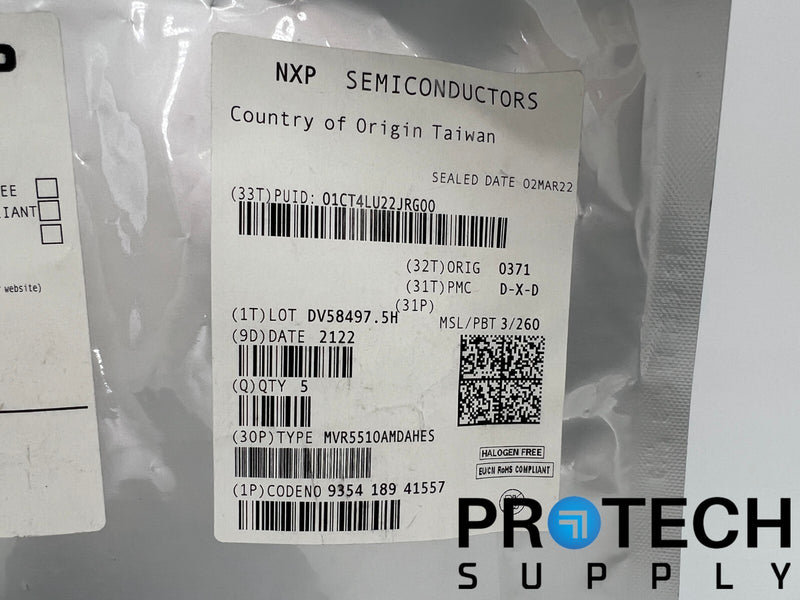 NXP SEMICONDUCTORS
Country of Origin Taiwan
SEALED DATE 02MAR22
(33T)PUID: 01CT4LU22JRG00
(32T)ORIG 0371
(31T)PMC D-X-D
(31P)
(1T)LOT DV58497.5H
MSL/PBT 3/260
(9D)DATE 2122
(Q)QTY 5
(30P)TYPE MVR5510AMDAHES
HALOGEN FREE
EU/CN RoHS COMPLIANT
(1P)CODENO 9354 189 41557
EE
IANT
website)
PROTECH
SUPPLY